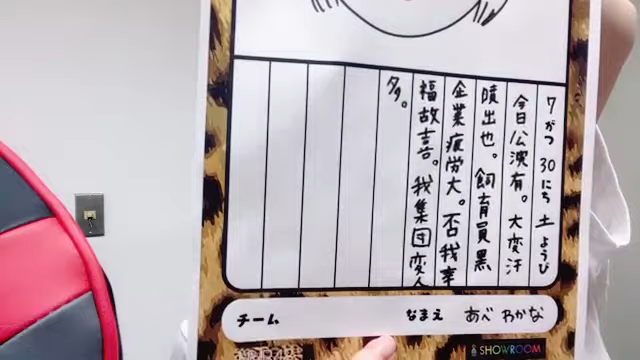 7がつ30にち土ようび
今日公演有。大変汗
噴出也。飼育員黒
企業疲労大。否我幸
福故吉。我集団変人
多。
チーム なまえ あべ わかな
SHOWROOM